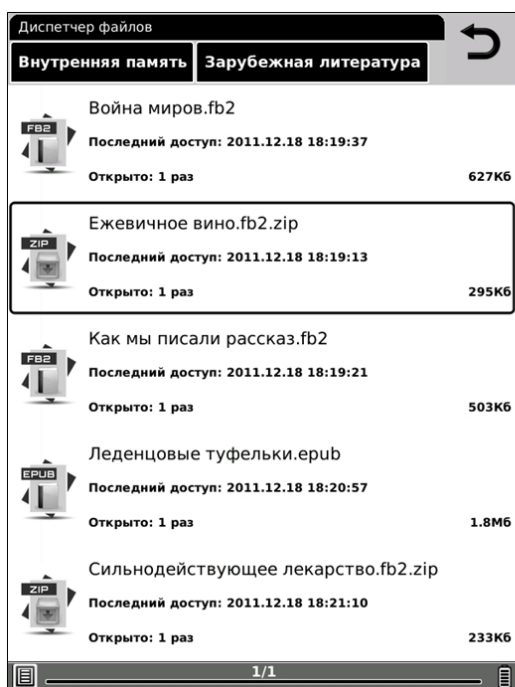 Диспетчер файлов
Внутренняя память Зарубежная литература
Война миров.fb2
FB2
Последний доступ: 2011.12.18 18:19:37
Открыто: 1 раз 627Кб
Ежевичное вино.fb2.zip
ZIP
Последний доступ: 2011.12.18 18:19:13
Открыто: 1 раз 295Кб
Как мы писали рассказ.fb2
FB2
Последний доступ: 2011.12.18 18:19:21
Открыто: 1 раз 503Кб
Леденцовые туфельки.epub
EPUB
Последний доступ: 2011.12.18 18:20:57
Открыто: 1 раз 1.8Мб
Сильнодействующее лекарство.fb2.zip
ZIP
Последний доступ: 2011.12.18 18:21:10
Открыто: 1 раз 233Кб
1/1